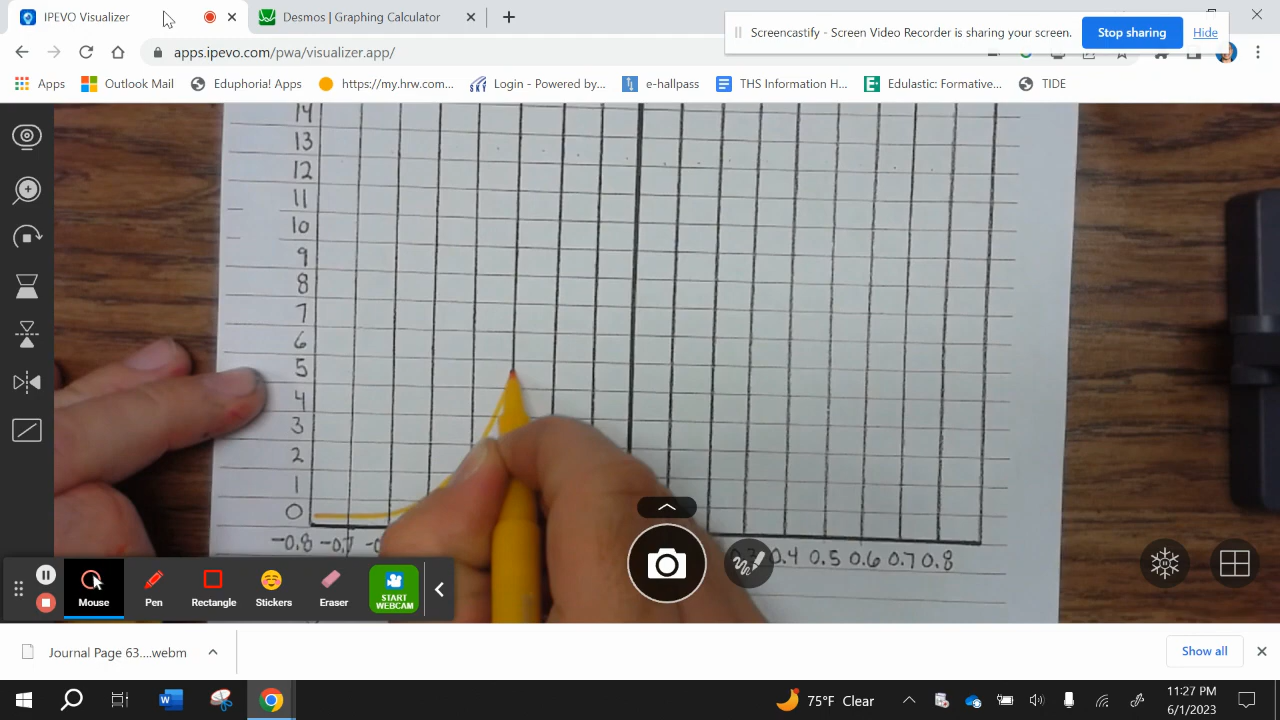 IPEVO Visualizer
Desmos | Graphing Calculator
Screencastify - Screen Video Recorder is sharing your screen.
Stop sharing
Hide
apps.ipevo.com/pwa/visualizer.app/
Apps
Outlook Mail
Eduphoria! Ap...
https://my.hrw.com...
Login - Powered by...
e-hallpass
THS Information H...
Edulastic: Formative...
TIDE
14
13
12
11
10
9
8
7
6
5
4
3
2
1
0
-0.8 -0.7 0.4 0.5 0.6 0.7 0.8
Mouse
Pen
Rectangle
Stickers
Eraser
START WEBCAM
Journal Page 63....webm
Show all
75°F Clear
11:27 PM
6/1/2023